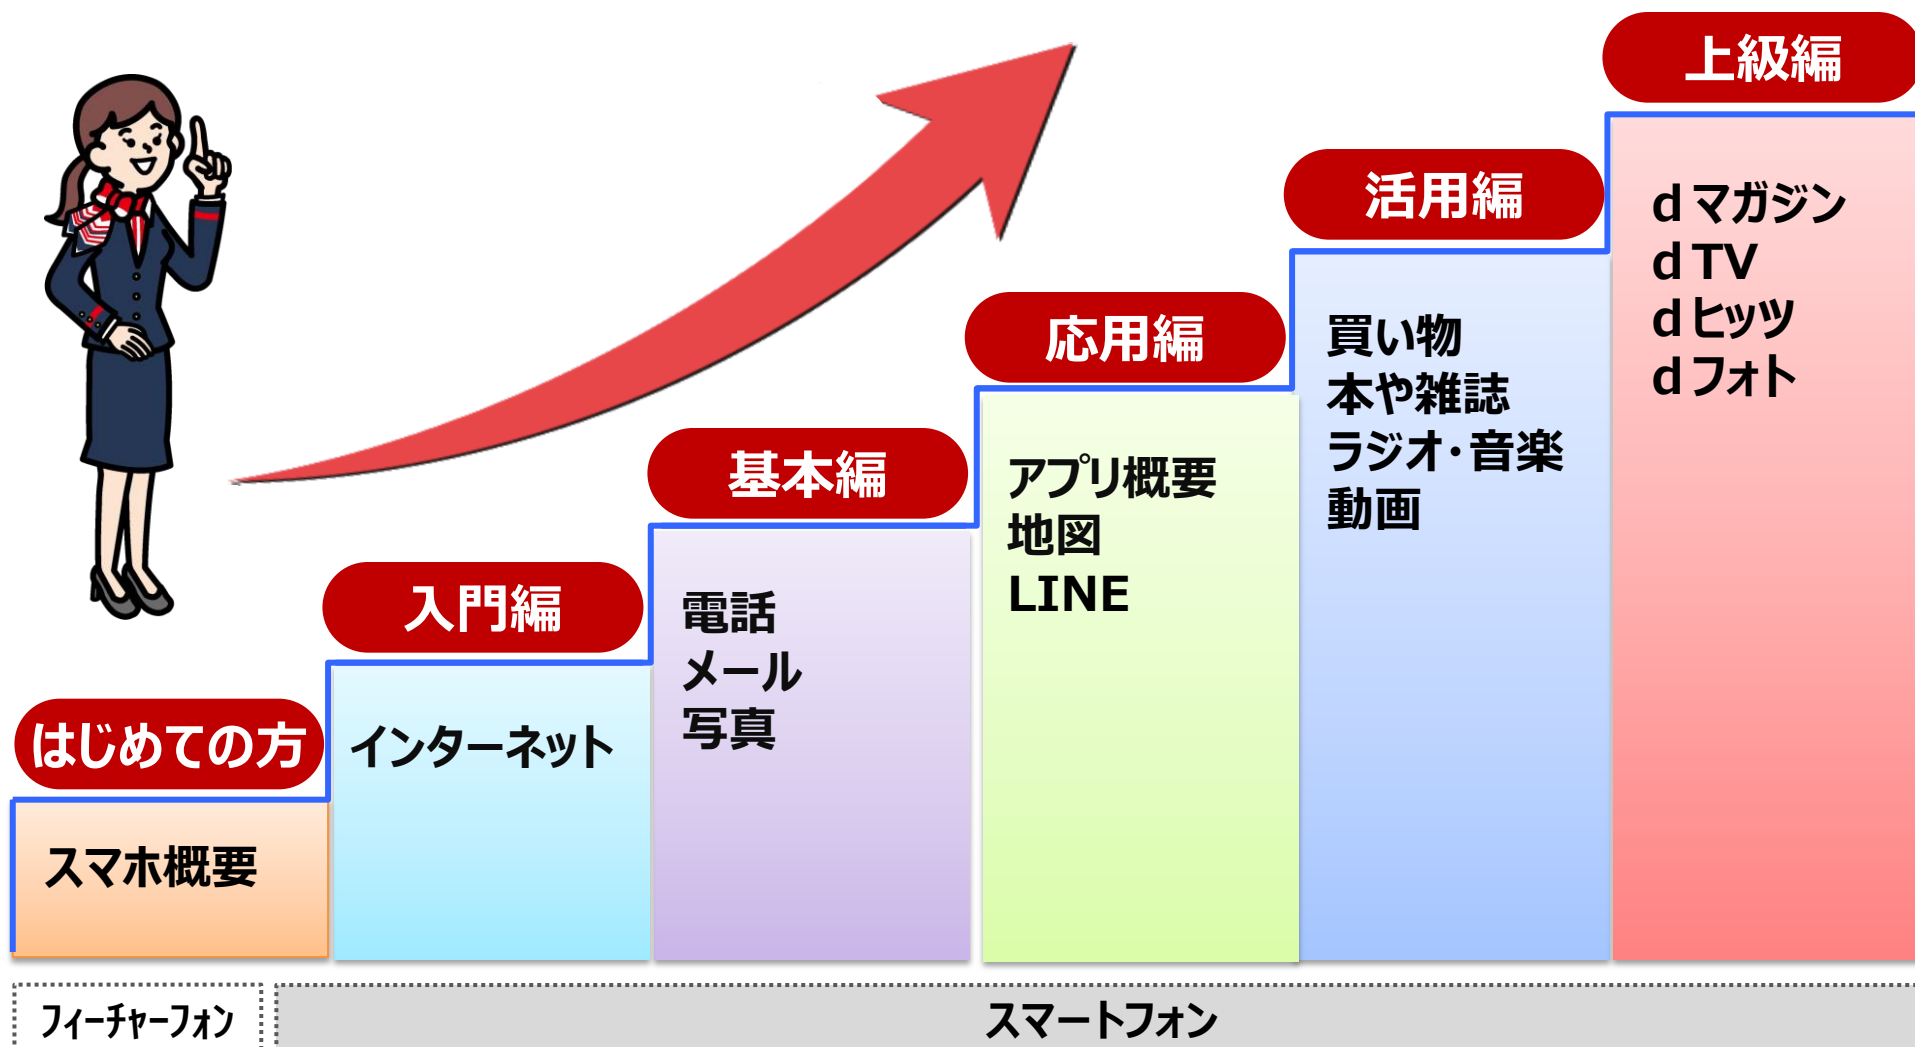 はじめての方
スマホ概要
入門編
インターネット
基本編
電話
メール
写真
応用編
アプリ概要
地図
LINE
活用編
買い物
本や雑誌
ラジオ・音楽
動画
上級編
dマガジン
dTV
dヒッツ
dフォト
フィーチャーフォン
スマートフォン